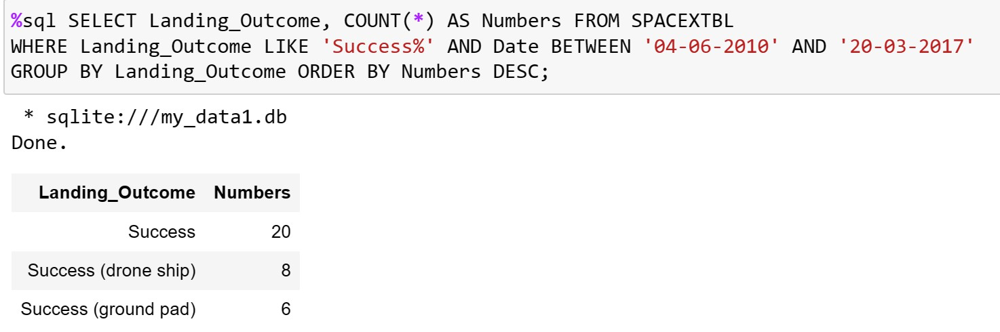 %sql SELECT Landing_Outcome, COUNT(*) AS Numbers FROM SPACEXTBL
WHERE Landing_Outcome LIKE 'Success%' AND Date BETWEEN '04-06-2010' AND '20-03-2017'
GROUP BY Landing_Outcome ORDER BY Numbers DESC;
* sqlite:///my_data1.db
Done.
Landing_Outcome Numbers
Success 20
Success (drone ship) 8
Success (ground pad) 6